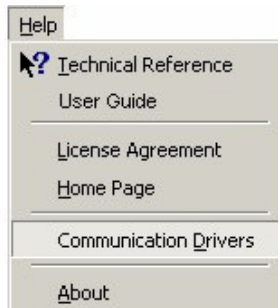 Help
Technical Reference
User Guide
License Agreement
Home Page
Communication Drivers
About